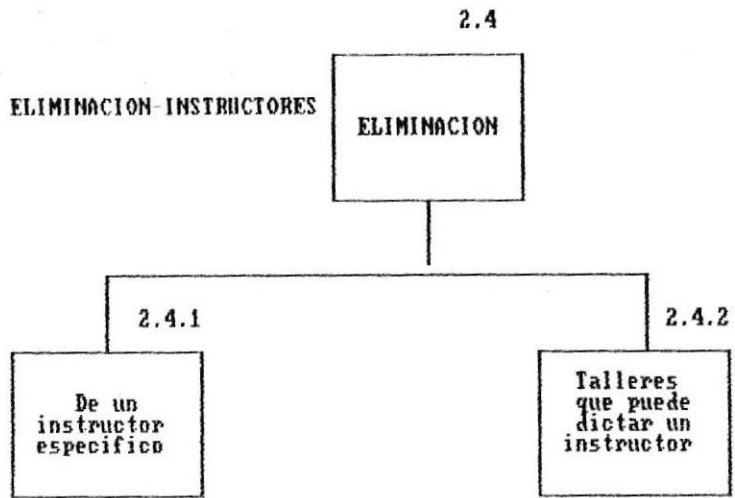 2.4
ELIMINACION-INSTRUCTORES
ELIMINACION
2.4.1
De un
instructor
especifico
2.4.2
Talleres
que puede
dictar un
instructor